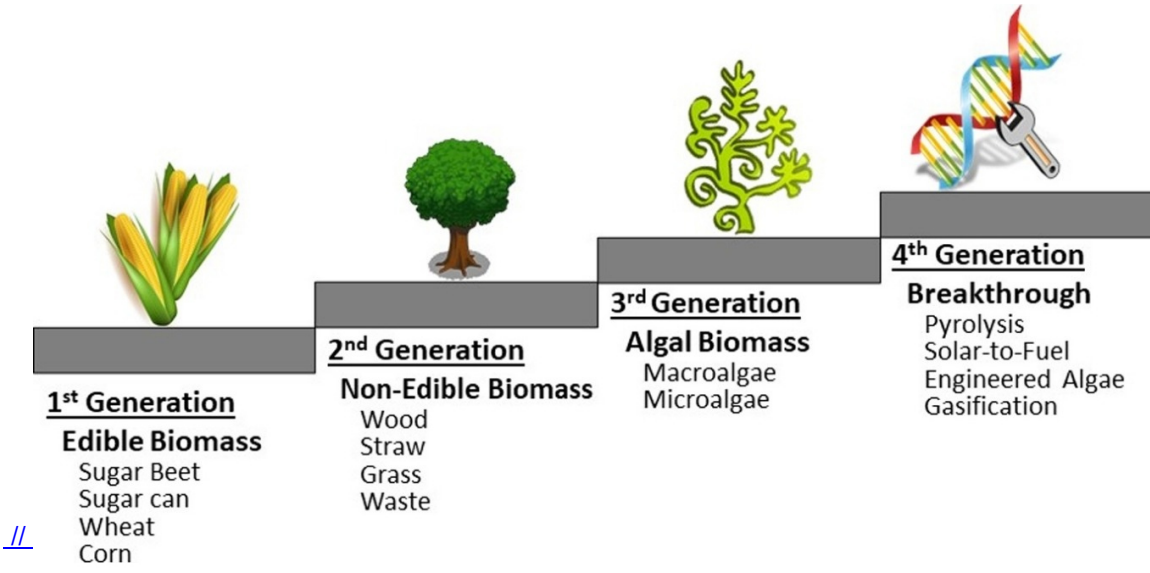 1st Generation
Edible Biomass
Sugar Beet
Sugar can
Wheat
Corn
2nd Generation
Non-Edible Biomass
Wood
Straw
Grass
Waste
3rd Generation
Algal Biomass
Macroalgae
Microalgae
4th Generation
Breakthrough
Pyrolysis
Solar-to-Fuel
Engineered Algae
Gasification
//